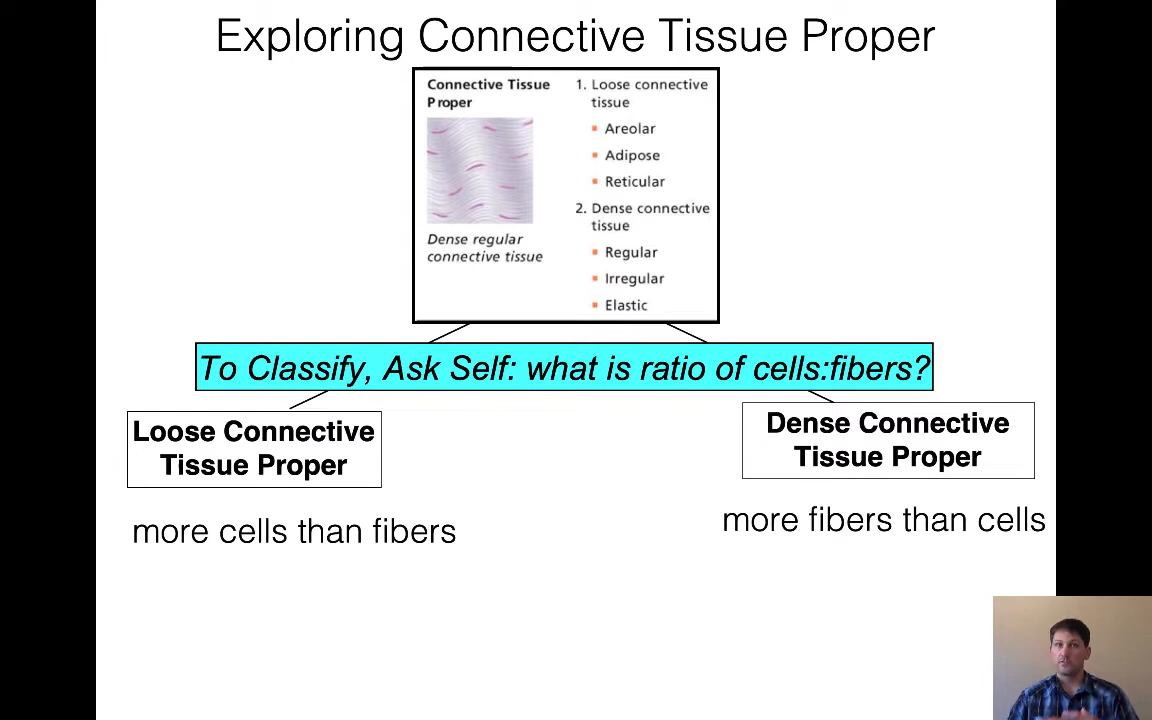 Exploring Connective Tissue Proper
Connective Tissue
Proper
Dense regular
connective tissue
1. Loose connective
tissue
▪ Areolar
▪ Adipose
▪ Reticular
2. Dense connective
tissue
▪ Regular
▪ Irregular
▪ Elastic
To Classify, Ask Self: what is ratio of cells:fibers?
Loose Connective
Tissue Proper
more cells than fibers
Dense Connective
Tissue Proper
more fibers than cells